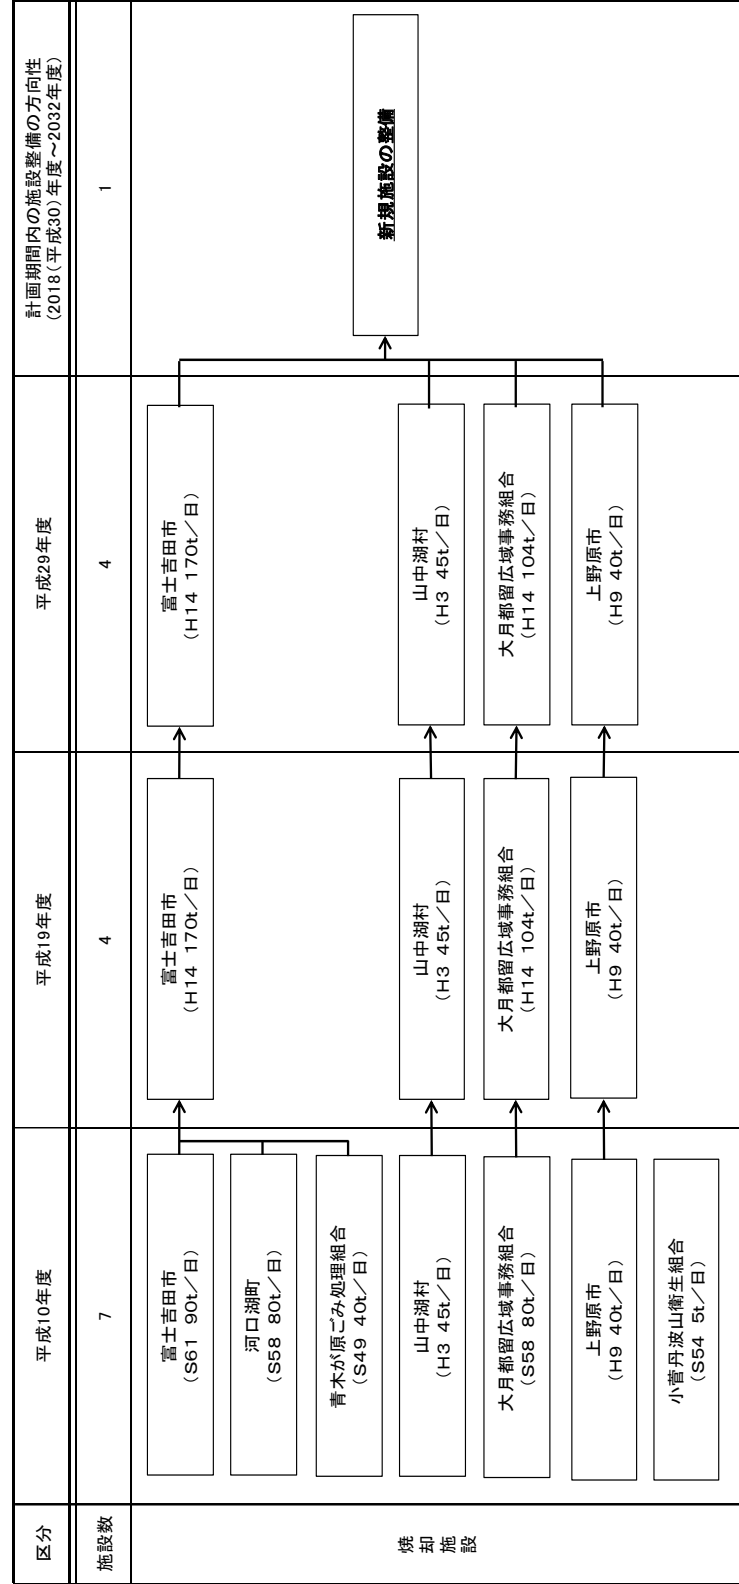 区分
平成10年度
平成19年度
平成29年度
計画期間内の施設整備の方向性
(2018(平成30)年度～2032年度)
施設数
7
4
4
1
焼却施設
富士吉田市
(S61 90t／日)
河口湖町
(S58 80t／日)
青木が原ごみ処理組合
(S49 40t／日)
山中湖村
(H3 45t／日)
大月都留広域事務組合
(S58 80t／日)
上野原市
(H9 40t／日)
小菅丹波山衛生組合
(S54 5t／日)
富士吉田市
(H14 170t／日)
山中湖村
(H3 45t／日)
大月都留広域事務組合
(H14 104t／日)
上野原市
(H9 40t／日)
富士吉田市
(H14 170t／日)
山中湖村
(H3 45t／日)
大月都留広域事務組合
(H14 104t／日)
上野原市
(H9 40t／日)
新規施設の整備